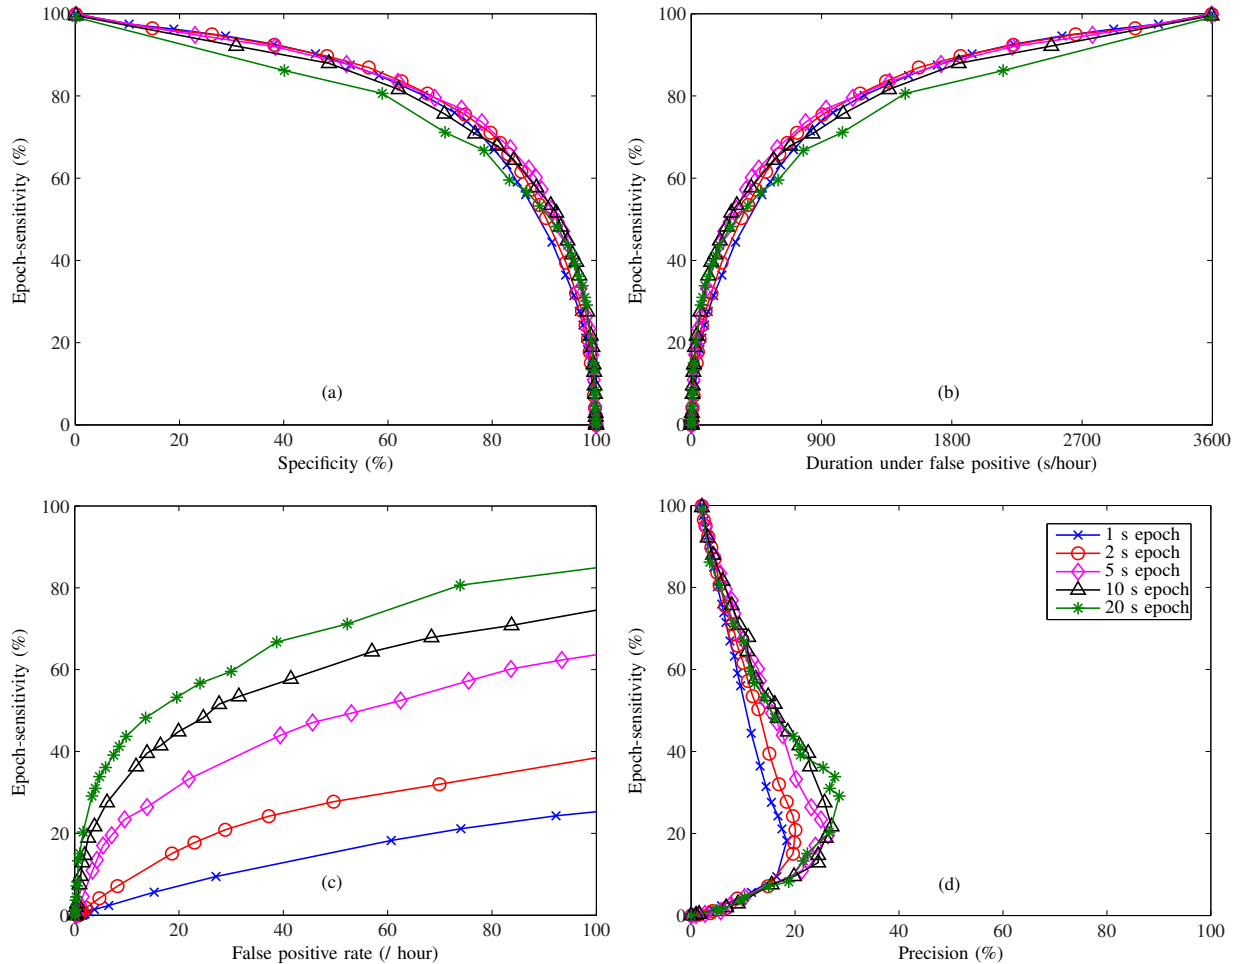 100
80
60
40
20
0
Epoch-sensitivity (%)
(a)
0
20
40
60
80
100
Specificity (%)
100
80
60
40
20
0
Epoch-sensitivity (%)
(b)
0
900
1800
2700
3600
Duration under false positive (s/hour)
100
80
60
40
20
0
Epoch-sensitivity (%)
(c)
0
20
40
60
80
100
False positive rate (/ hour)
100
80
60
40
20
0
Epoch-sensitivity (%)
1 s epoch
2 s epoch
5 s epoch
10 s epoch
20 s epoch
(d)
0
20
40
60
80
100
Precision (%)